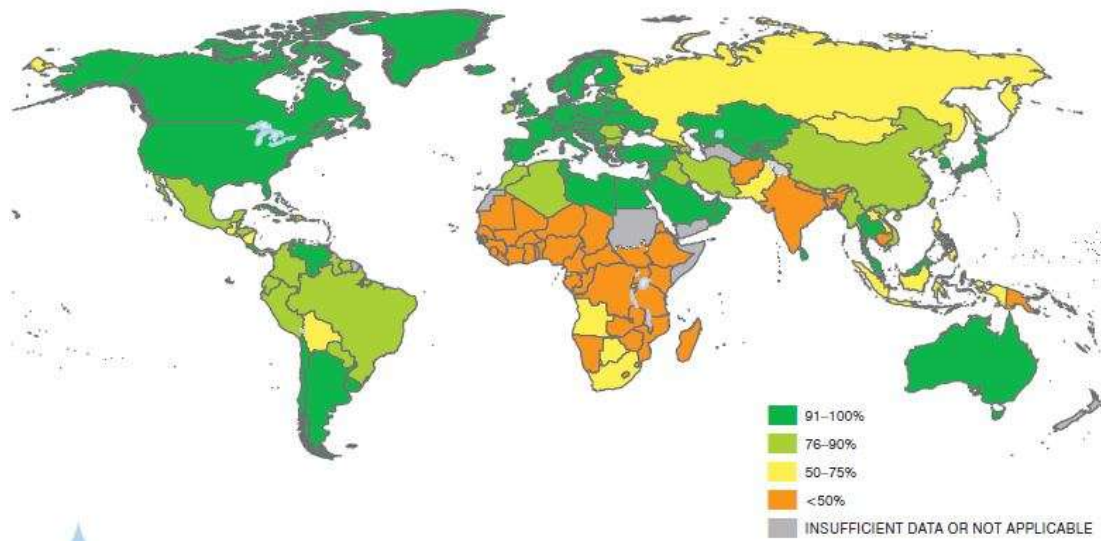 91–100%
76–90%
50–75%
<50%
INSUFFICIENT DATA OR NOT APPLICABLE